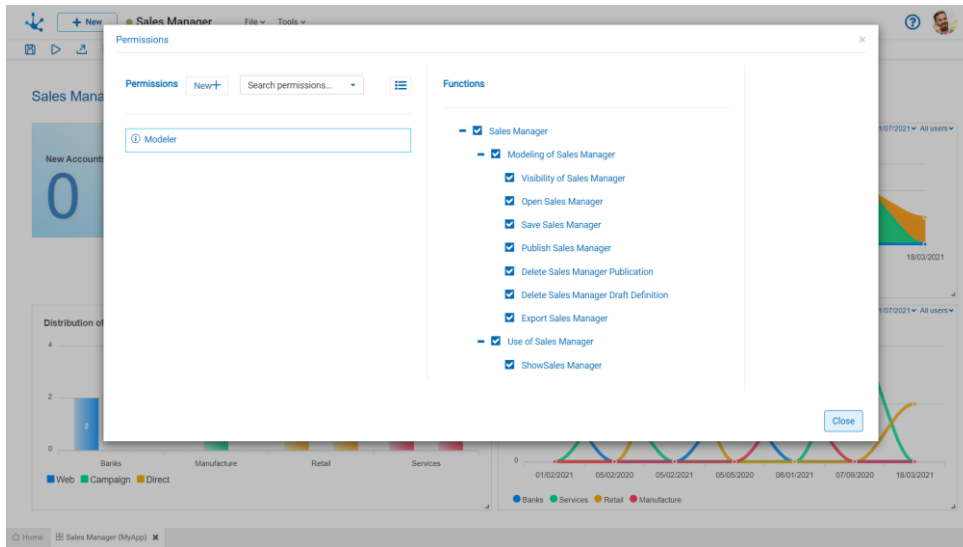 + New
Sales Manager
File
Tools
Permissions
×
Permissions
New+
Search permissions...
Functions
Modeler
Sales Manager
Modeling of Sales Manager
Visibility of Sales Manager
Open Sales Manager
Save Sales Manager
Publish Sales Manager
Delete Sales Manager Publication
Delete Sales Manager Draft Definition
Export Sales Manager
Use of Sales Manager
ShowSales Manager
Close
Sales Mana
New Accounts
0
/07/2021 All users
18/03/2021
Distribution of
4
2
0
2
Banks
Manufacture
Retail
Services
Web
Campaign
Direct
/07/2021 All users
0
01/02/2021
05/02/2020
05/02/2021
05/05/2020
06/01/2021
07/09/2020
18/03/2021
Banks
Services
Retail
Manufacture
Home
Sales Manager (MyApp)